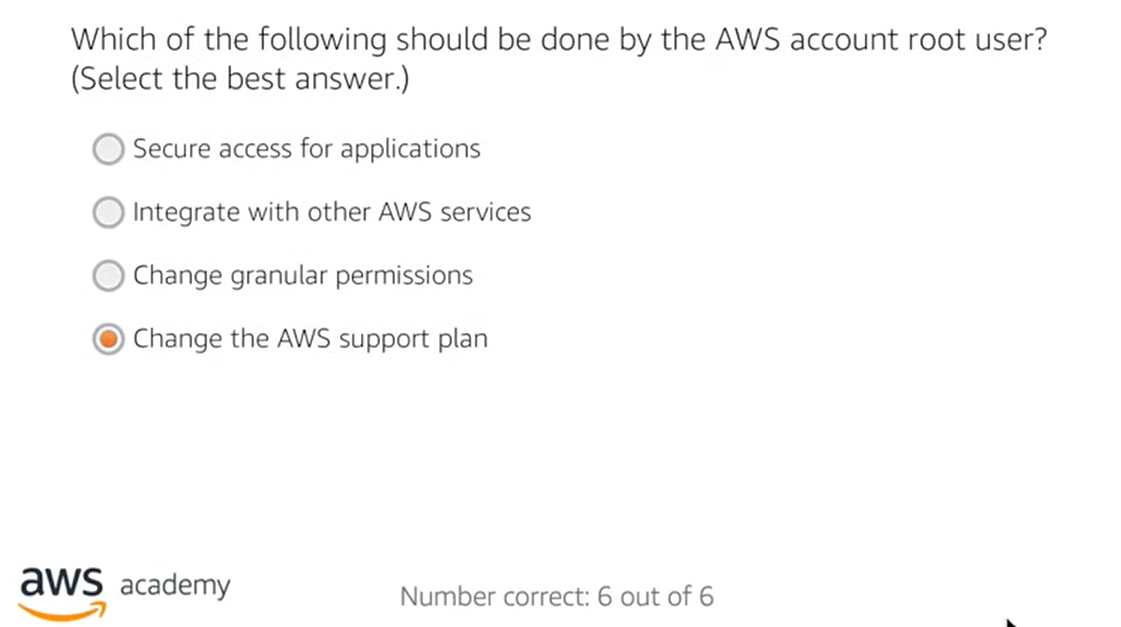 Which of the following should be done by the AWS account root user?
(Select the best answer.)
Secure access for applications
Integrate with other AWS services
Change granular permissions
Change the AWS support plan
aws academy
Number correct: 6 out of 6